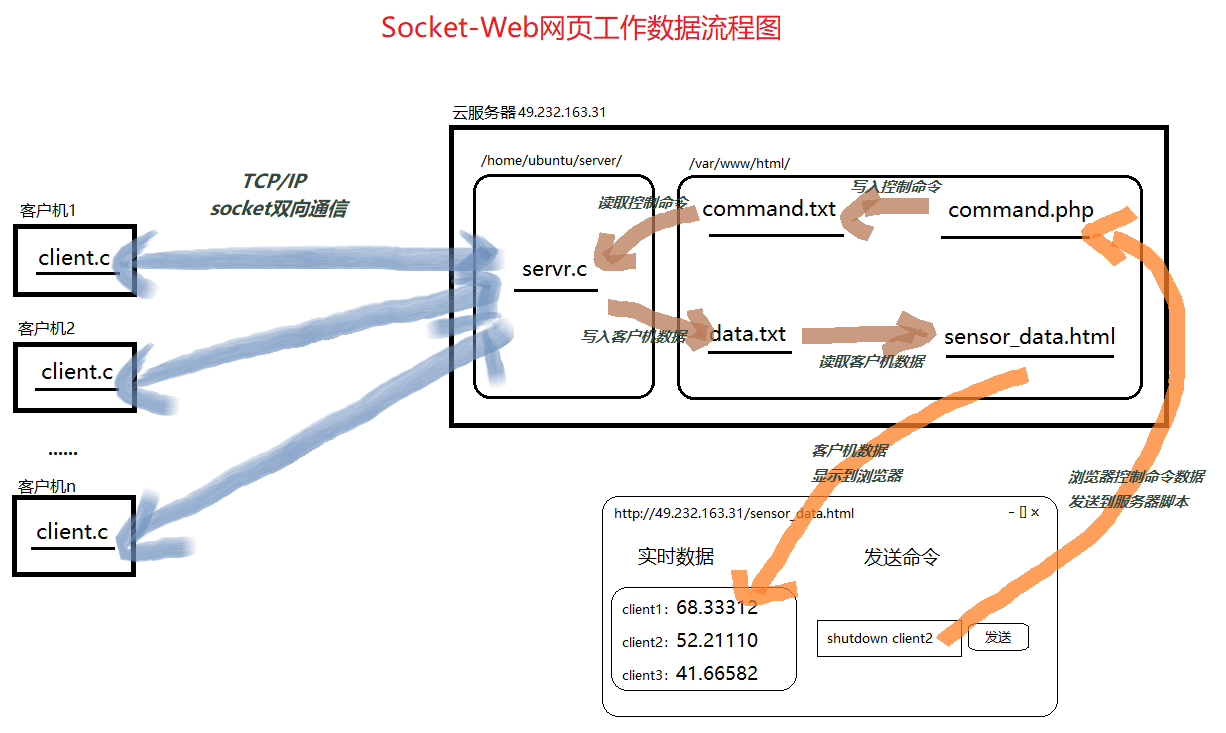 Socket-Web网页工作数据流程图
云服务器49.232.163.31
/home/ubuntu/server/
/var/www/html/
TCP/IP
socket双向通信
客户机1
client.c
客户机2
client.c
......
客户机n
client.c
servr.c
读取控制命令
command.txt
写入控制命令
command.php
写入客户机数据
data.txt
读取客户机数据
sensor_data.html
客户机数据
显示到浏览器
浏览器控制命令数据
发送到服务器脚本
http://49.232.163.31/sensor_data.html
- [] ×
实时数据
发送命令
client1：68.33312
client2：52.21110
client3：41.66582
shutdown client2
发送